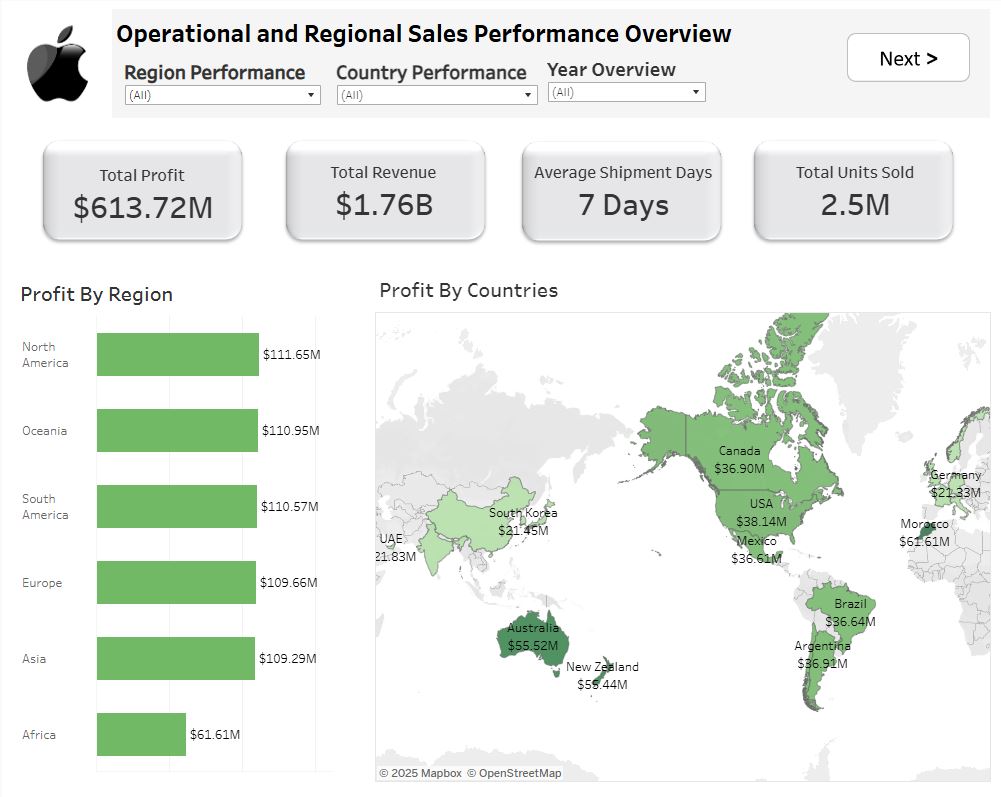 Operational and Regional Sales Performance Overview
Region Performance
Country Performance
Year Overview
(All)
(All)
(All)
Next >
Total Profit
$613.72M
Total Revenue
$1.76B
Average Shipment Days
7 Days
Total Units Sold
2.5M
Profit By Region
North
America
$111.65M
Oceania
$110.95M
South
America
$110.57M
Europe
$109.66M
Asia
$109.29M
Africa
$61.61M
Profit By Countries
Canada
$36.90M
USA
$38.14M
Mexico
$36.61M
Germany
$21.33M
Morocco
$61.61M
South Korea
$21.45M
UAE
21.83M
Brazil
$36.64M
Argentina
$36.91M
Australia
$55.52M
New Zealand
$55.44M
© 2025 Mapbox © OpenStreetMap